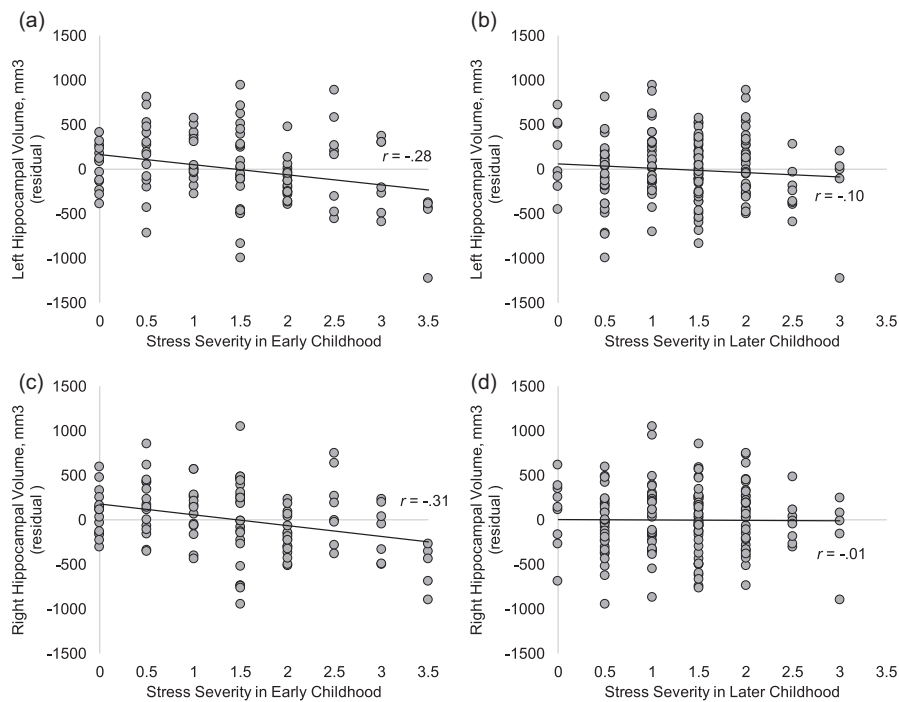 (a)
1500
1000
500
0
-500
-1000
-1500
Left Hippocampal Volume, mm3
(residual )
r = -.28
0 0.5 1 1.5 2 2.5 3 3.5
Stress Severity in Early Childhood
(b)
1500
1000
500
0
-500
-1000
-1500
Left Hippocampal Volume, mm3
(residual )
r = -.10
0 0.5 1 1.5 2 2.5 3 3.5
Stress Severity in Later Childhood
(c)
1500
1000
500
0
-500
-1000
-1500
Right Hippocampal Volume, mm3
(residual )
r = -.31
0 0.5 1 1.5 2 2.5 3 3.5
Stress Severity in Early Childhood
(d)
1500
1000
500
0
-500
-1000
-1500
Right Hippocampal Volume, mm3
(residual )
r = -.01
0 0.5 1 1.5 2 2.5 3 3.5
Stress Severity in Later Childhood